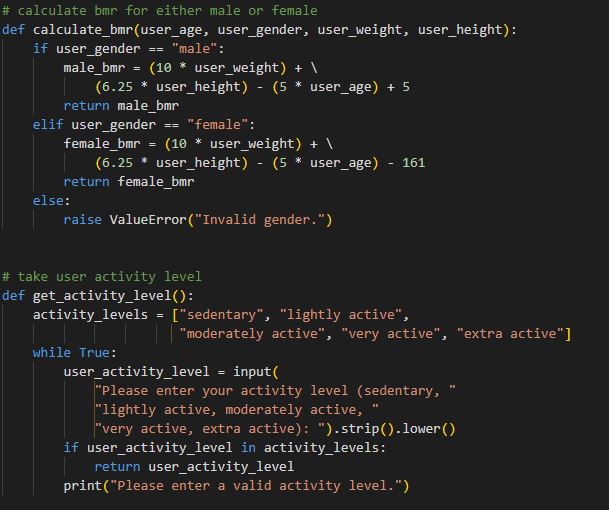 # calculate bmr for either male or female
def calculate_bmr(user_age, user_gender, user_weight, user_height):
    if user_gender == "male":
        male_bmr = (10 * user_weight) + \
            (6.25 * user_height) - (5 * user_age) + 5
        return male_bmr
    elif user_gender == "female":
        female_bmr = (10 * user_weight) + \
            (6.25 * user_height) - (5 * user_age) - 161
        return female_bmr
    else:
        raise ValueError("Invalid gender.")


# take user activity level
def get_activity_level():
    activity_levels = ["sedentary", "lightly active",
                       "moderately active", "very active", "extra active"]
    while True:
        user_activity_level = input(
            "Please enter your activity level (sedentary, "
            "lightly active, moderately active, "
            "very active, extra active): ").strip().lower()
        if user_activity_level in activity_levels:
            return user_activity_level
        print("Please enter a valid activity level.")